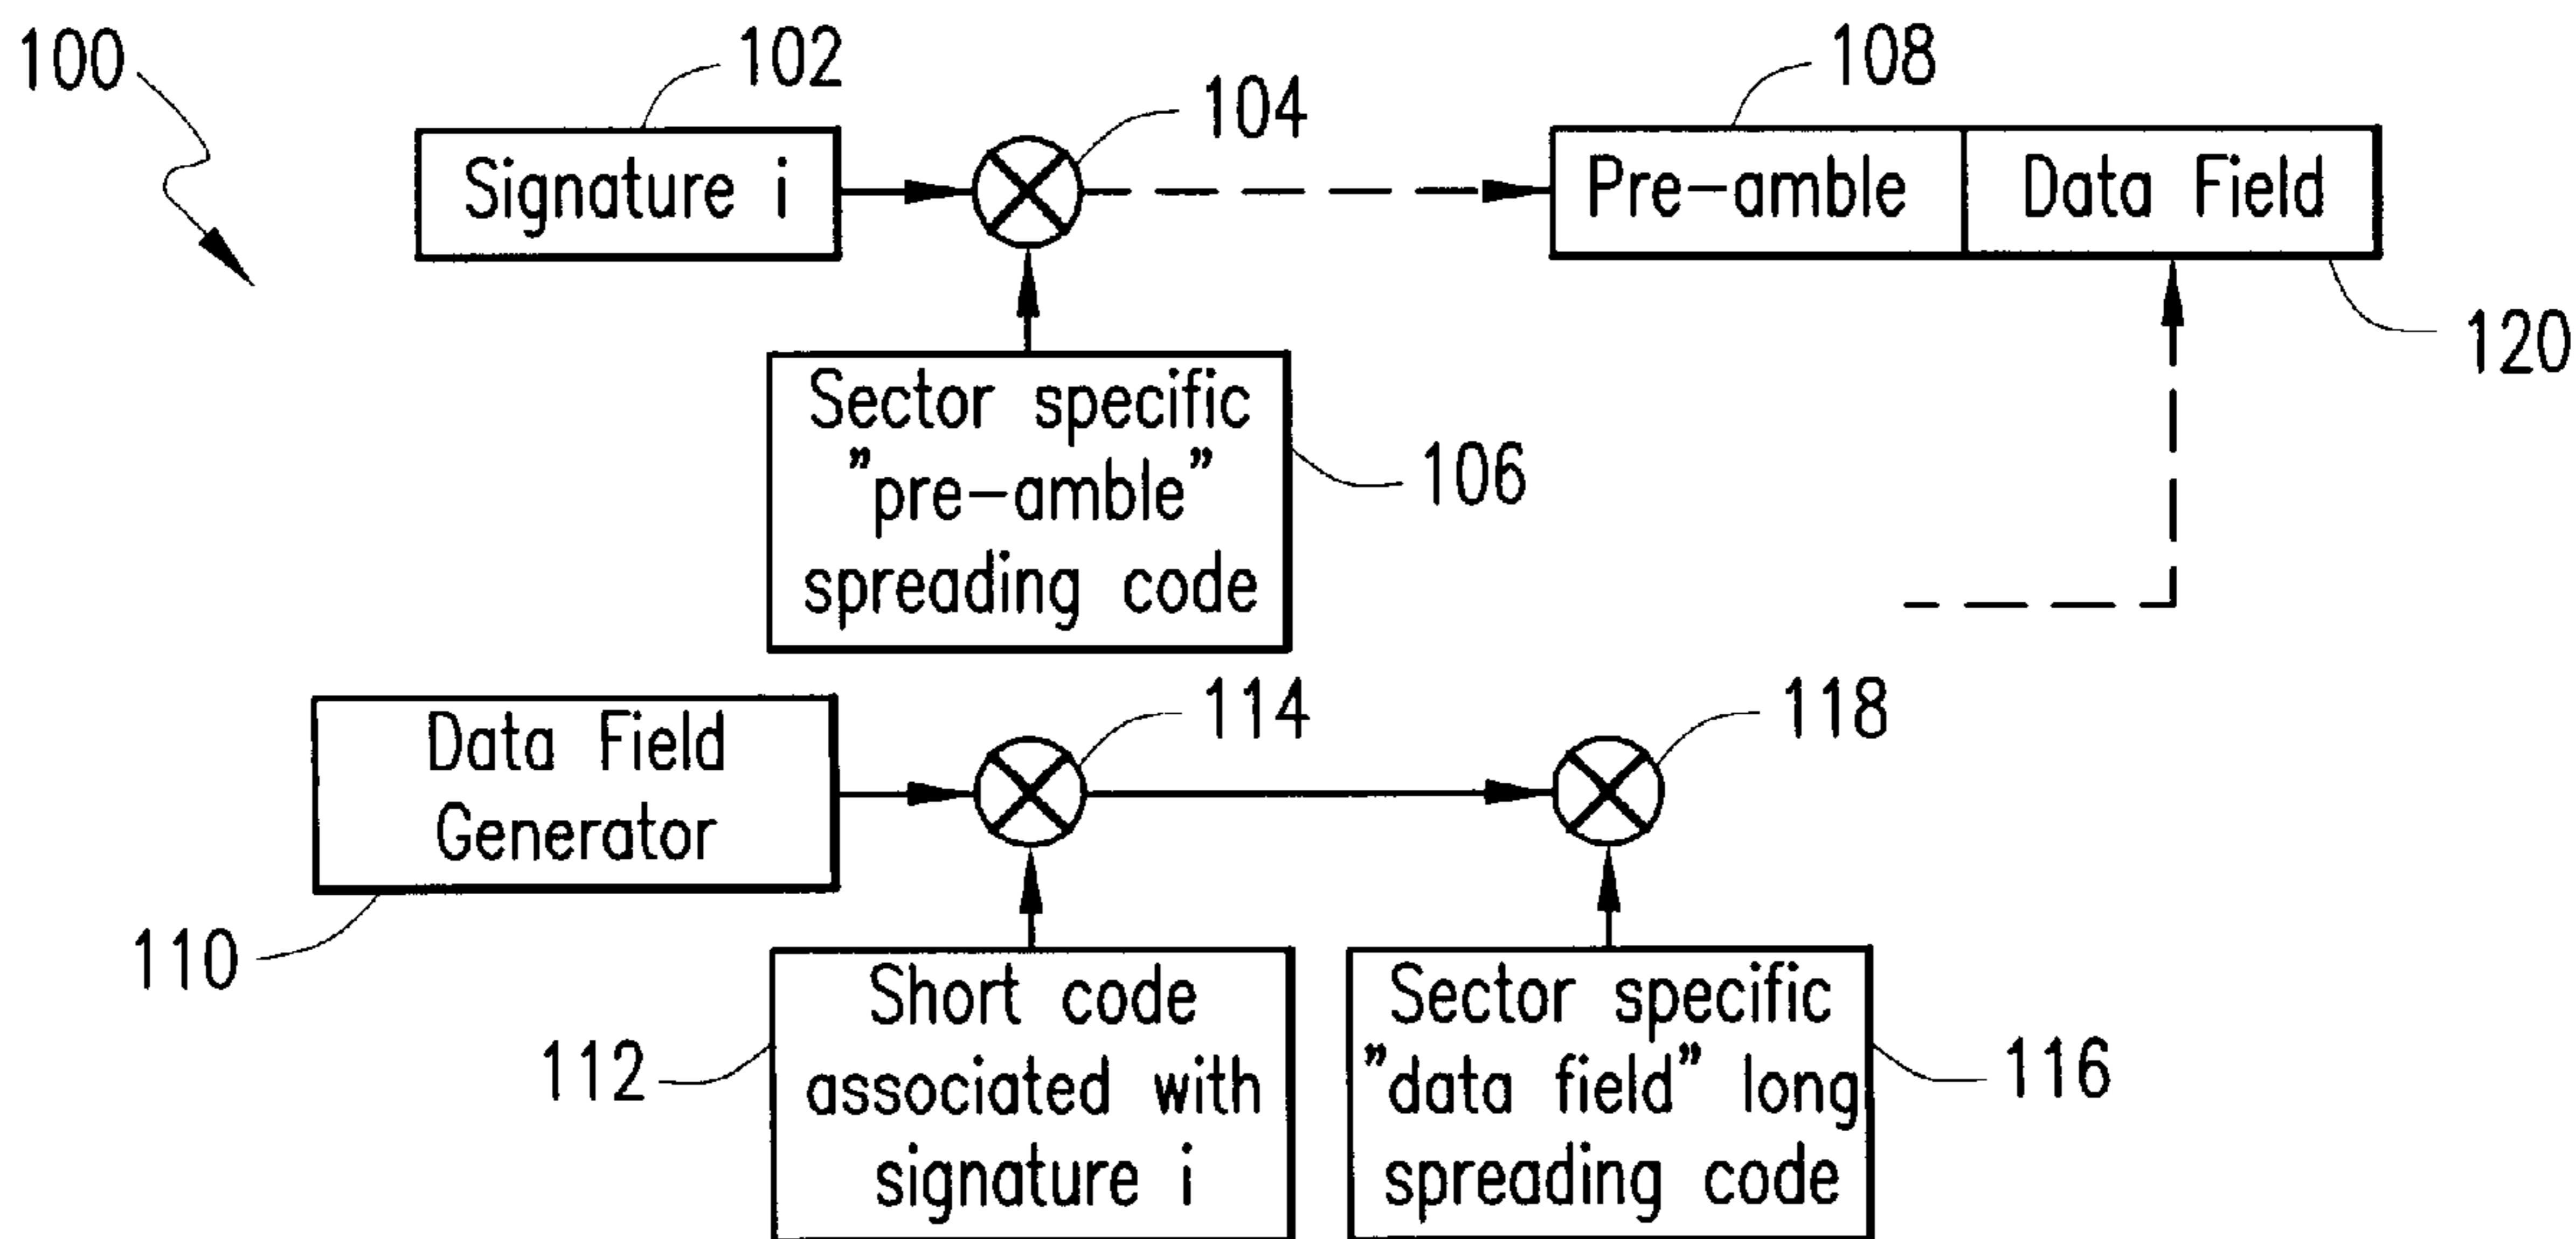 100
102
104
108
Signature i
Pre-amble
Data Field
120
Sector specific
"pre-amble"
spreading code
106
Data Field
Generator
110
114
118
Short code
associated with
signature i
112
Sector specific
"data field" long
spreading code
116